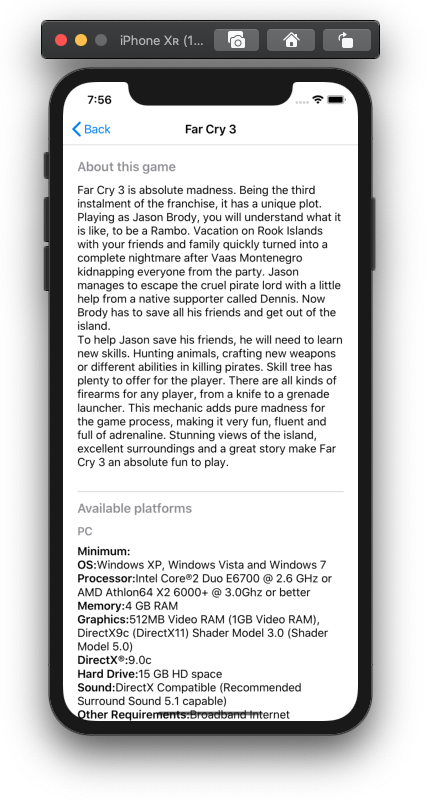 iPhone XR (1...
7:56
Back
Far Cry 3
About this game
Far Cry 3 is absolute madness. Being the third
instalment of the franchise, it has a unique plot.
Playing as Jason Brody, you will understand what it
is like, to be a Rambo. Vacation on Rook Islands
with your friends and family quickly turned into a
complete nightmare after Vaas Montenegro
kidnapping everyone from the party. Jason
manages to escape the cruel pirate lord with a little
help from a native supporter called Dennis. Now
Brody has to save all his friends and get out of the
island.
To help Jason save his friends, he will need to learn
new skills. Hunting animals, crafting new weapons
or different abilities in killing pirates. Skill tree has
plenty to offer for the player. There are all kinds of
firearms for any player, from a knife to a grenade
launcher. This mechanic adds pure madness for
the game process, making it very fun, fluent and
full of adrenaline. Stunning views of the island,
excellent surroundings and a great story make Far
Cry 3 an absolute fun to play.
Available platforms
PC
Minimum:
OS:Windows XP, Windows Vista and Windows 7
Processor:Intel Core®2 Duo E6700 @ 2.6 GHz or
AMD Athlon64 X2 6000+ @ 3.0Ghz or better
Memory:4 GB RAM
Graphics:512MB Video RAM (1GB Video RAM),
DirectX9c (DirectX11) Shader Model 3.0 (Shader
Model 5.0)
DirectX®:9.0c
Hard Drive:15 GB HD space
Sound:DirectX Compatible (Recommended
Surround Sound 5.1 capable)
Other Requirements:Broadband Internet